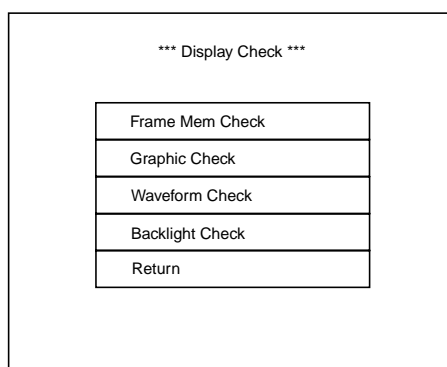 *** Display Check ***
Frame Mem Check
Graphic Check
Waveform Check
Backlight Check
Return